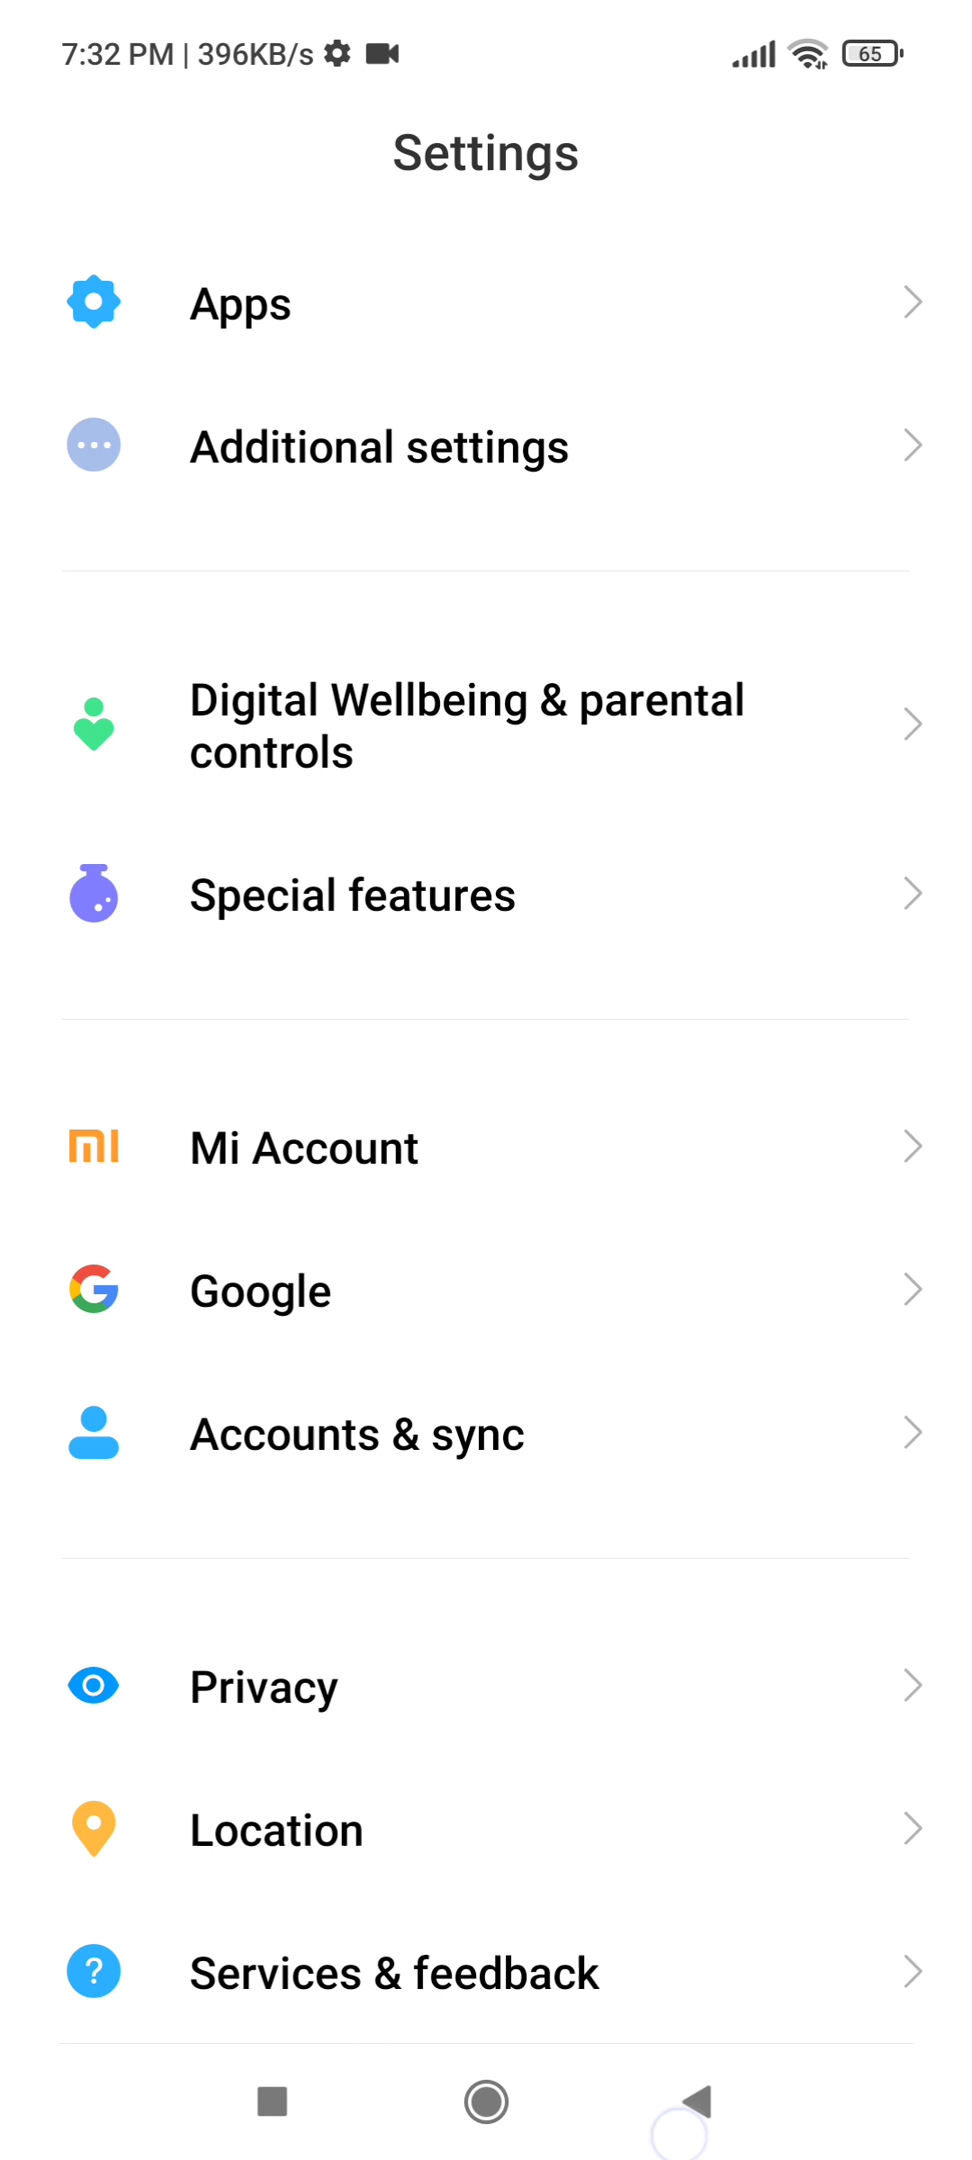 7:32 PM | 396KB/s
65
Settings
Apps
Additional settings
Digital Wellbeing & parental
controls
Special features
Mi Account
Google
Accounts & sync
Privacy
Location
Services & feedback